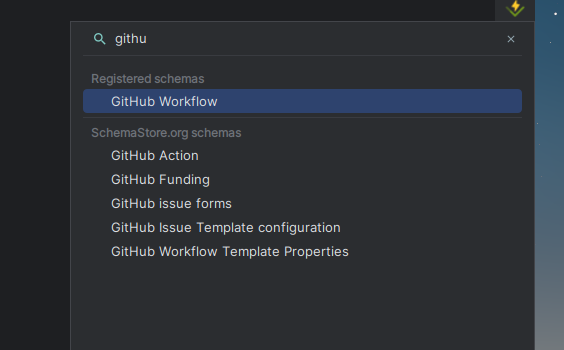 githu
Registered schemas
GitHub Workflow
SchemaStore.org schemas
GitHub Action
GitHub Funding
GitHub issue forms
GitHub Issue Template configuration
GitHub Workflow Template Properties